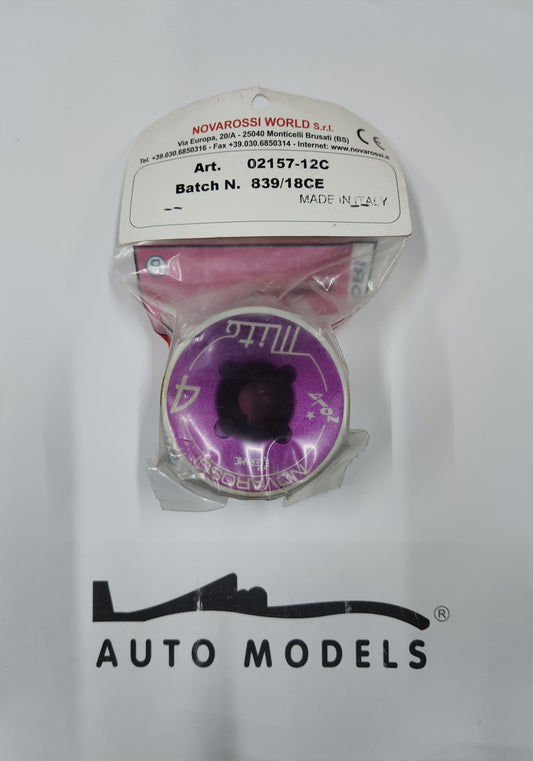 NOVAROSSI WORLD S.r.l.
Via Europa, 20/A - 25040 Monticelli Brusati (BS)
Tel. +39.030.6850316 - Fax +39.030.6850314 - Internet: www.novarossi.it
CE
Art. 02157-12C
Batch N. 839/18CE
-- MADE IN ITALY
Mito
4
NOVA
NOVAROSSI
AUTO MODELS ®